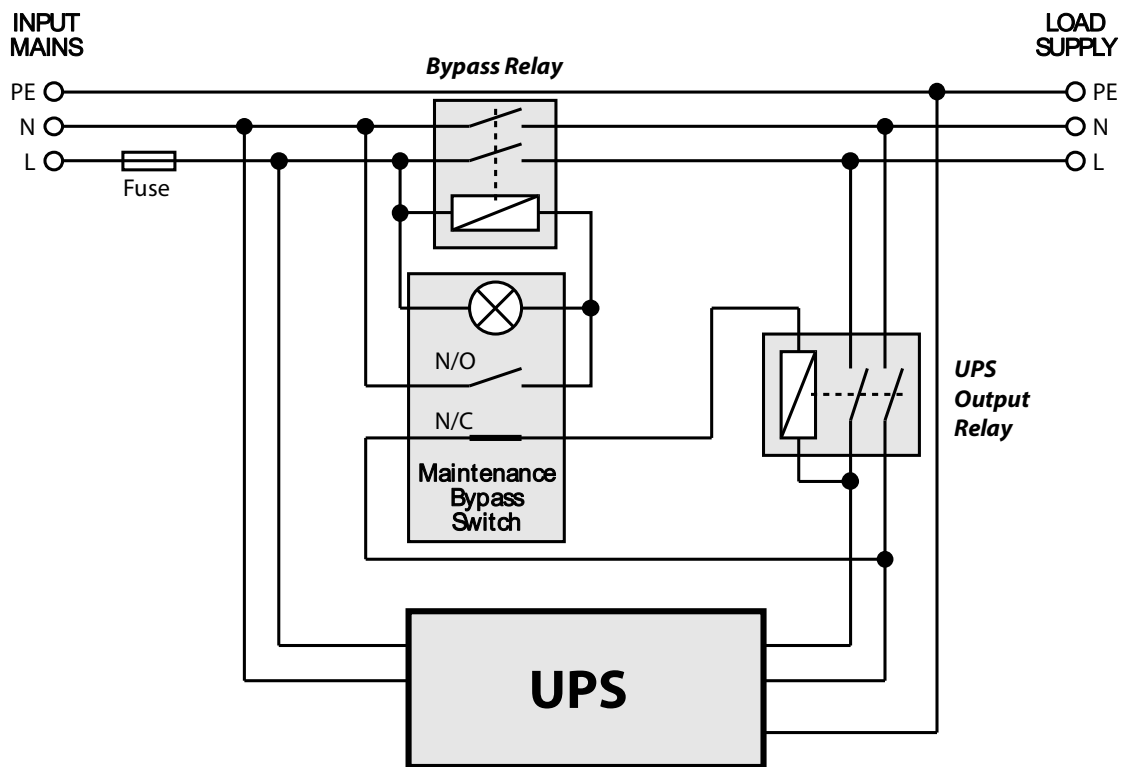 INPUT
MAINS
LOAD
SUPPLY
Bypass Relay
PE
PE
N
N
L
L
Fuse
N/O
N/C
UPS
Output
Relay
Maintenance
Bypass
Switch
UPS